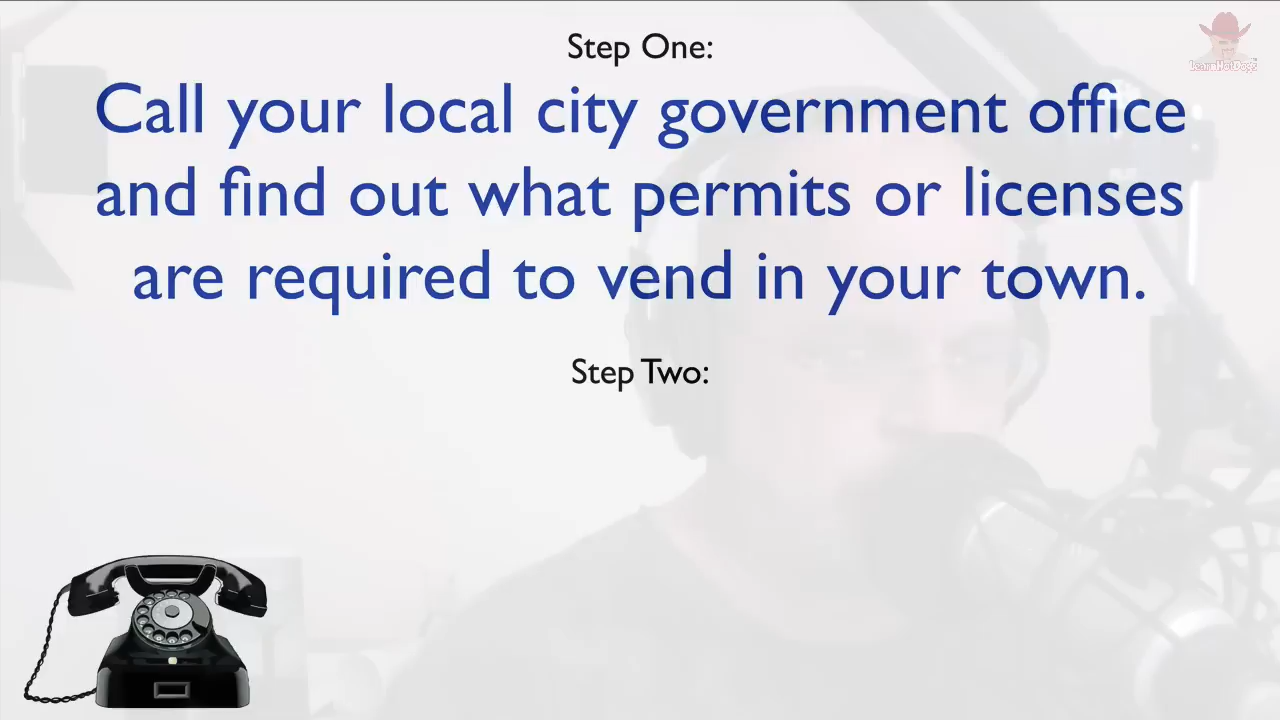 Step One:
Call your local city government office
and find out what permits or licenses
are required to vend in your town.
Step Two:
LearnHotDogs